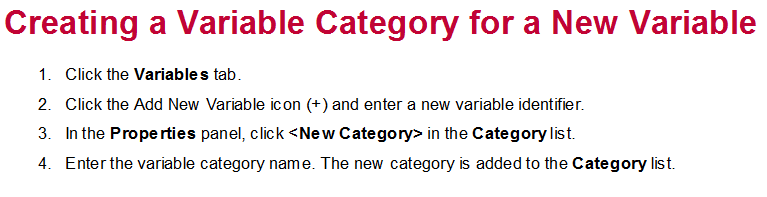 Creating a Variable Category for a New Variable
1. Click the Variables tab.
2. Click the Add New Variable icon (+) and enter a new variable identifier.
3. In the Properties panel, click <New Category> in the Category list.
4. Enter the variable category name. The new category is added to the Category list.